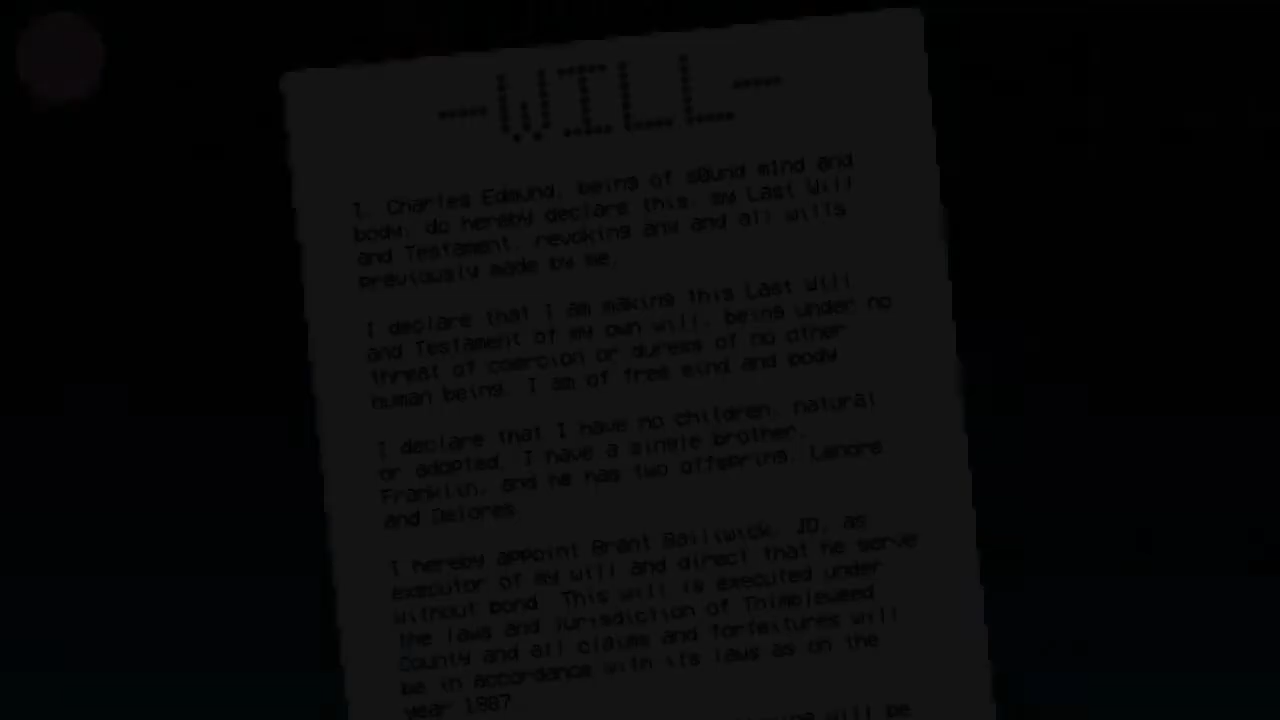 -WILL-
I, Charles Edmund, being of sound mind and
body, do hereby declare this, my Last Will
and Testament, revoking any and all wills
previously made by me.
I declare that I am making this Last Will
and Testament of my own will, being under no
threat of coercion or duress of no other
human being. I am of free mind and body
I declare that I have no children, natural
or adopted. I have a single brother,
Franklin, and he has two offspring, Lenore
and Delores
I hereby appoint Brant Bailiwick, JD, as
executor of my will and direct that he serve
without bond. This will is executed under
the laws and jurisdiction of Thimbleweed
County and all claims and forfeitures will
be in accordance with its laws as on the
year 1987
will be